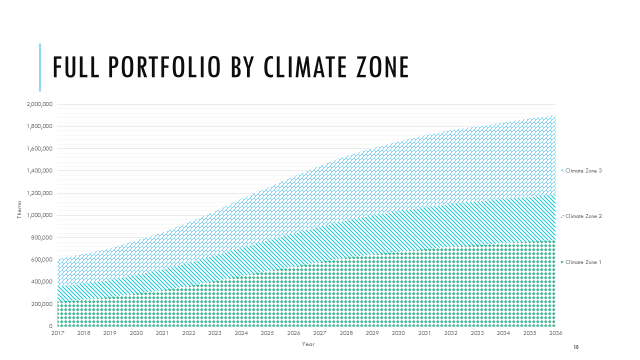 FULL PORTFOLIO BY CLIMATE ZONE
2,000,000
1,800,000
1,600,000
1,400,000
1,200,000
1,000,000
800,000
600,000
400,000
200,000
0
Therms
2017 2018 2019 2020 2021 2022 2023 2024 2025 2026 2027 2028 2029 2030 2031 2032 2033 2034 2035 2036
Year
Climate Zone 3
Climate Zone 2
Climate Zone 1
10